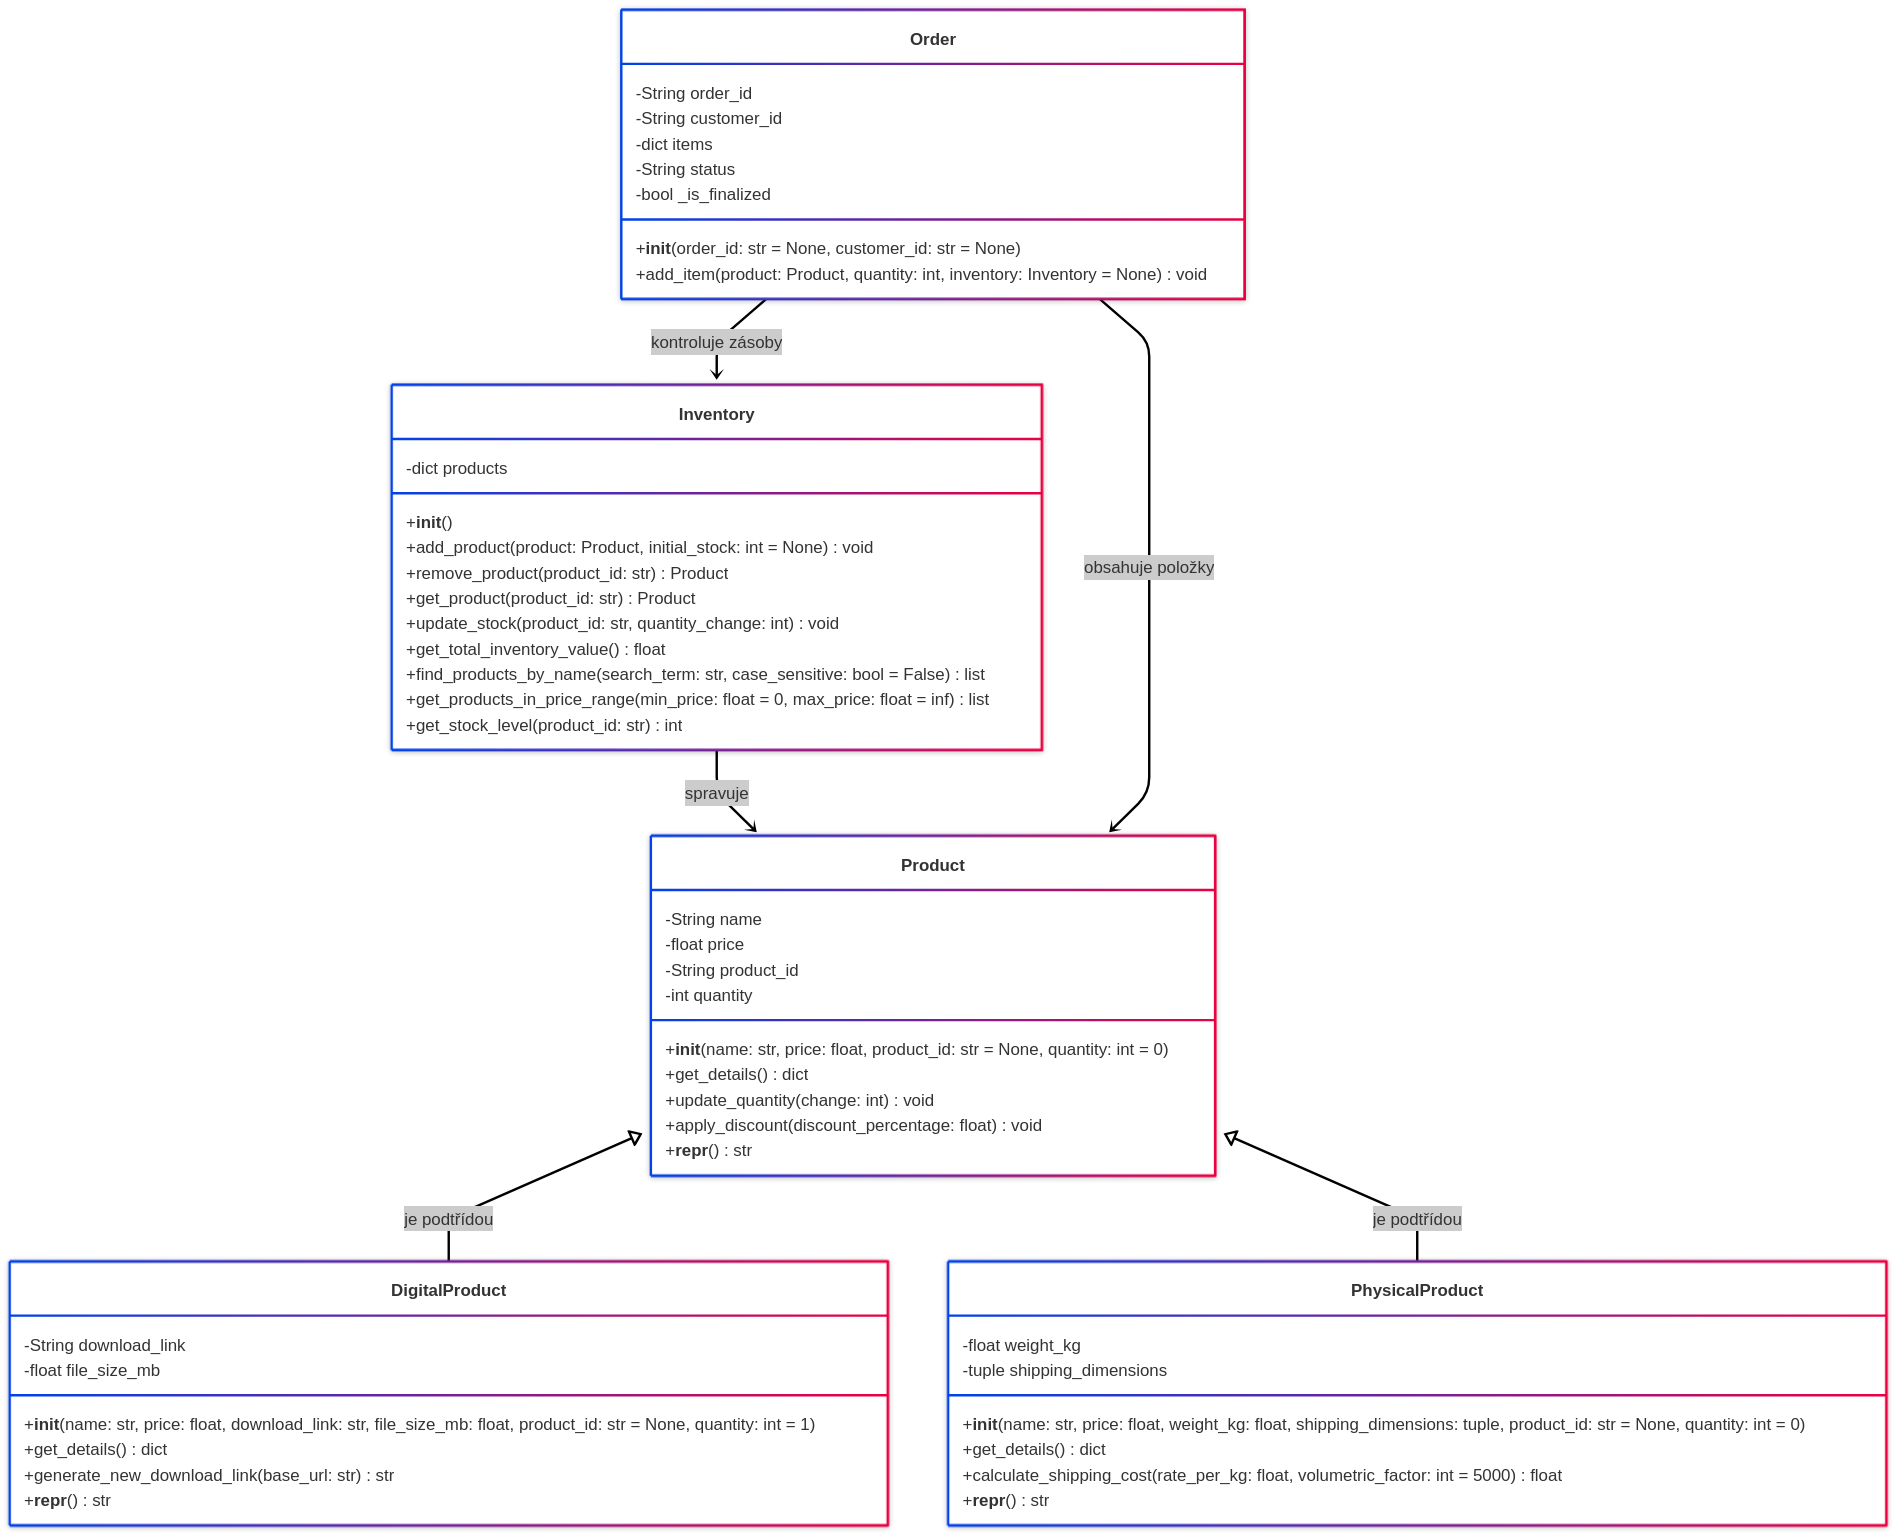 Order
-String order_id
-String customer_id
-dict items
-String status
-bool _is_finalized
+init(order_id: str = None, customer_id: str = None)
+add_item(product: Product, quantity: int, inventory: Inventory = None) : void
kontroluje zásoby
Inventory
-dict products
+init()
+add_product(product: Product, initial_stock: int = None) : void
+remove_product(product_id: str) : Product
+get_product(product_id: str) : Product
+update_stock(product_id: str, quantity_change: int) : void
+get_total_inventory_value() : float
+find_products_by_name(search_term: str, case_sensitive: bool = False) : list
+get_products_in_price_range(min_price: float = 0, max_price: float = inf) : list
+get_stock_level(product_id: str) : int
obsahuje položky
spravuje
Product
-String name
-float price
-String product_id
-int quantity
+init(name: str, price: float, product_id: str = None, quantity: int = 0)
+get_details() : dict
+update_quantity(change: int) : void
+apply_discount(discount_percentage: float) : void
+repr() : str
je podtřídou
je podtřídou
DigitalProduct
-String download_link
-float file_size_mb
+init(name: str, price: float, download_link: str, file_size_mb: float, product_id: str = None, quantity: int = 1)
+get_details() : dict
+generate_new_download_link(base_url: str) : str
+repr() : str
PhysicalProduct
-float weight_kg
-tuple shipping_dimensions
+init(name: str, price: float, weight_kg: float, shipping_dimensions: tuple, product_id: str = None, quantity: int = 0)
+get_details() : dict
+calculate_shipping_cost(rate_per_kg: float, volumetric_factor: int = 5000) : float
+repr() : str